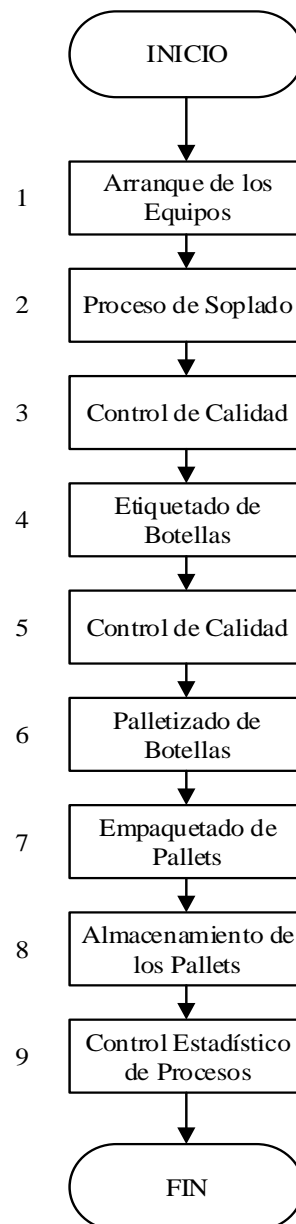 INICIO
1
Arranque de los
Equipos
2
Proceso de Soplado
3
Control de Calidad
4
Etiquetado de
Botellas
5
Control de Calidad
6
Palletizado de
Botellas
7
Empaquetado de
Pallets
8
Almacenamiento de
los Pallets
9
Control Estadístico
de Procesos
FIN